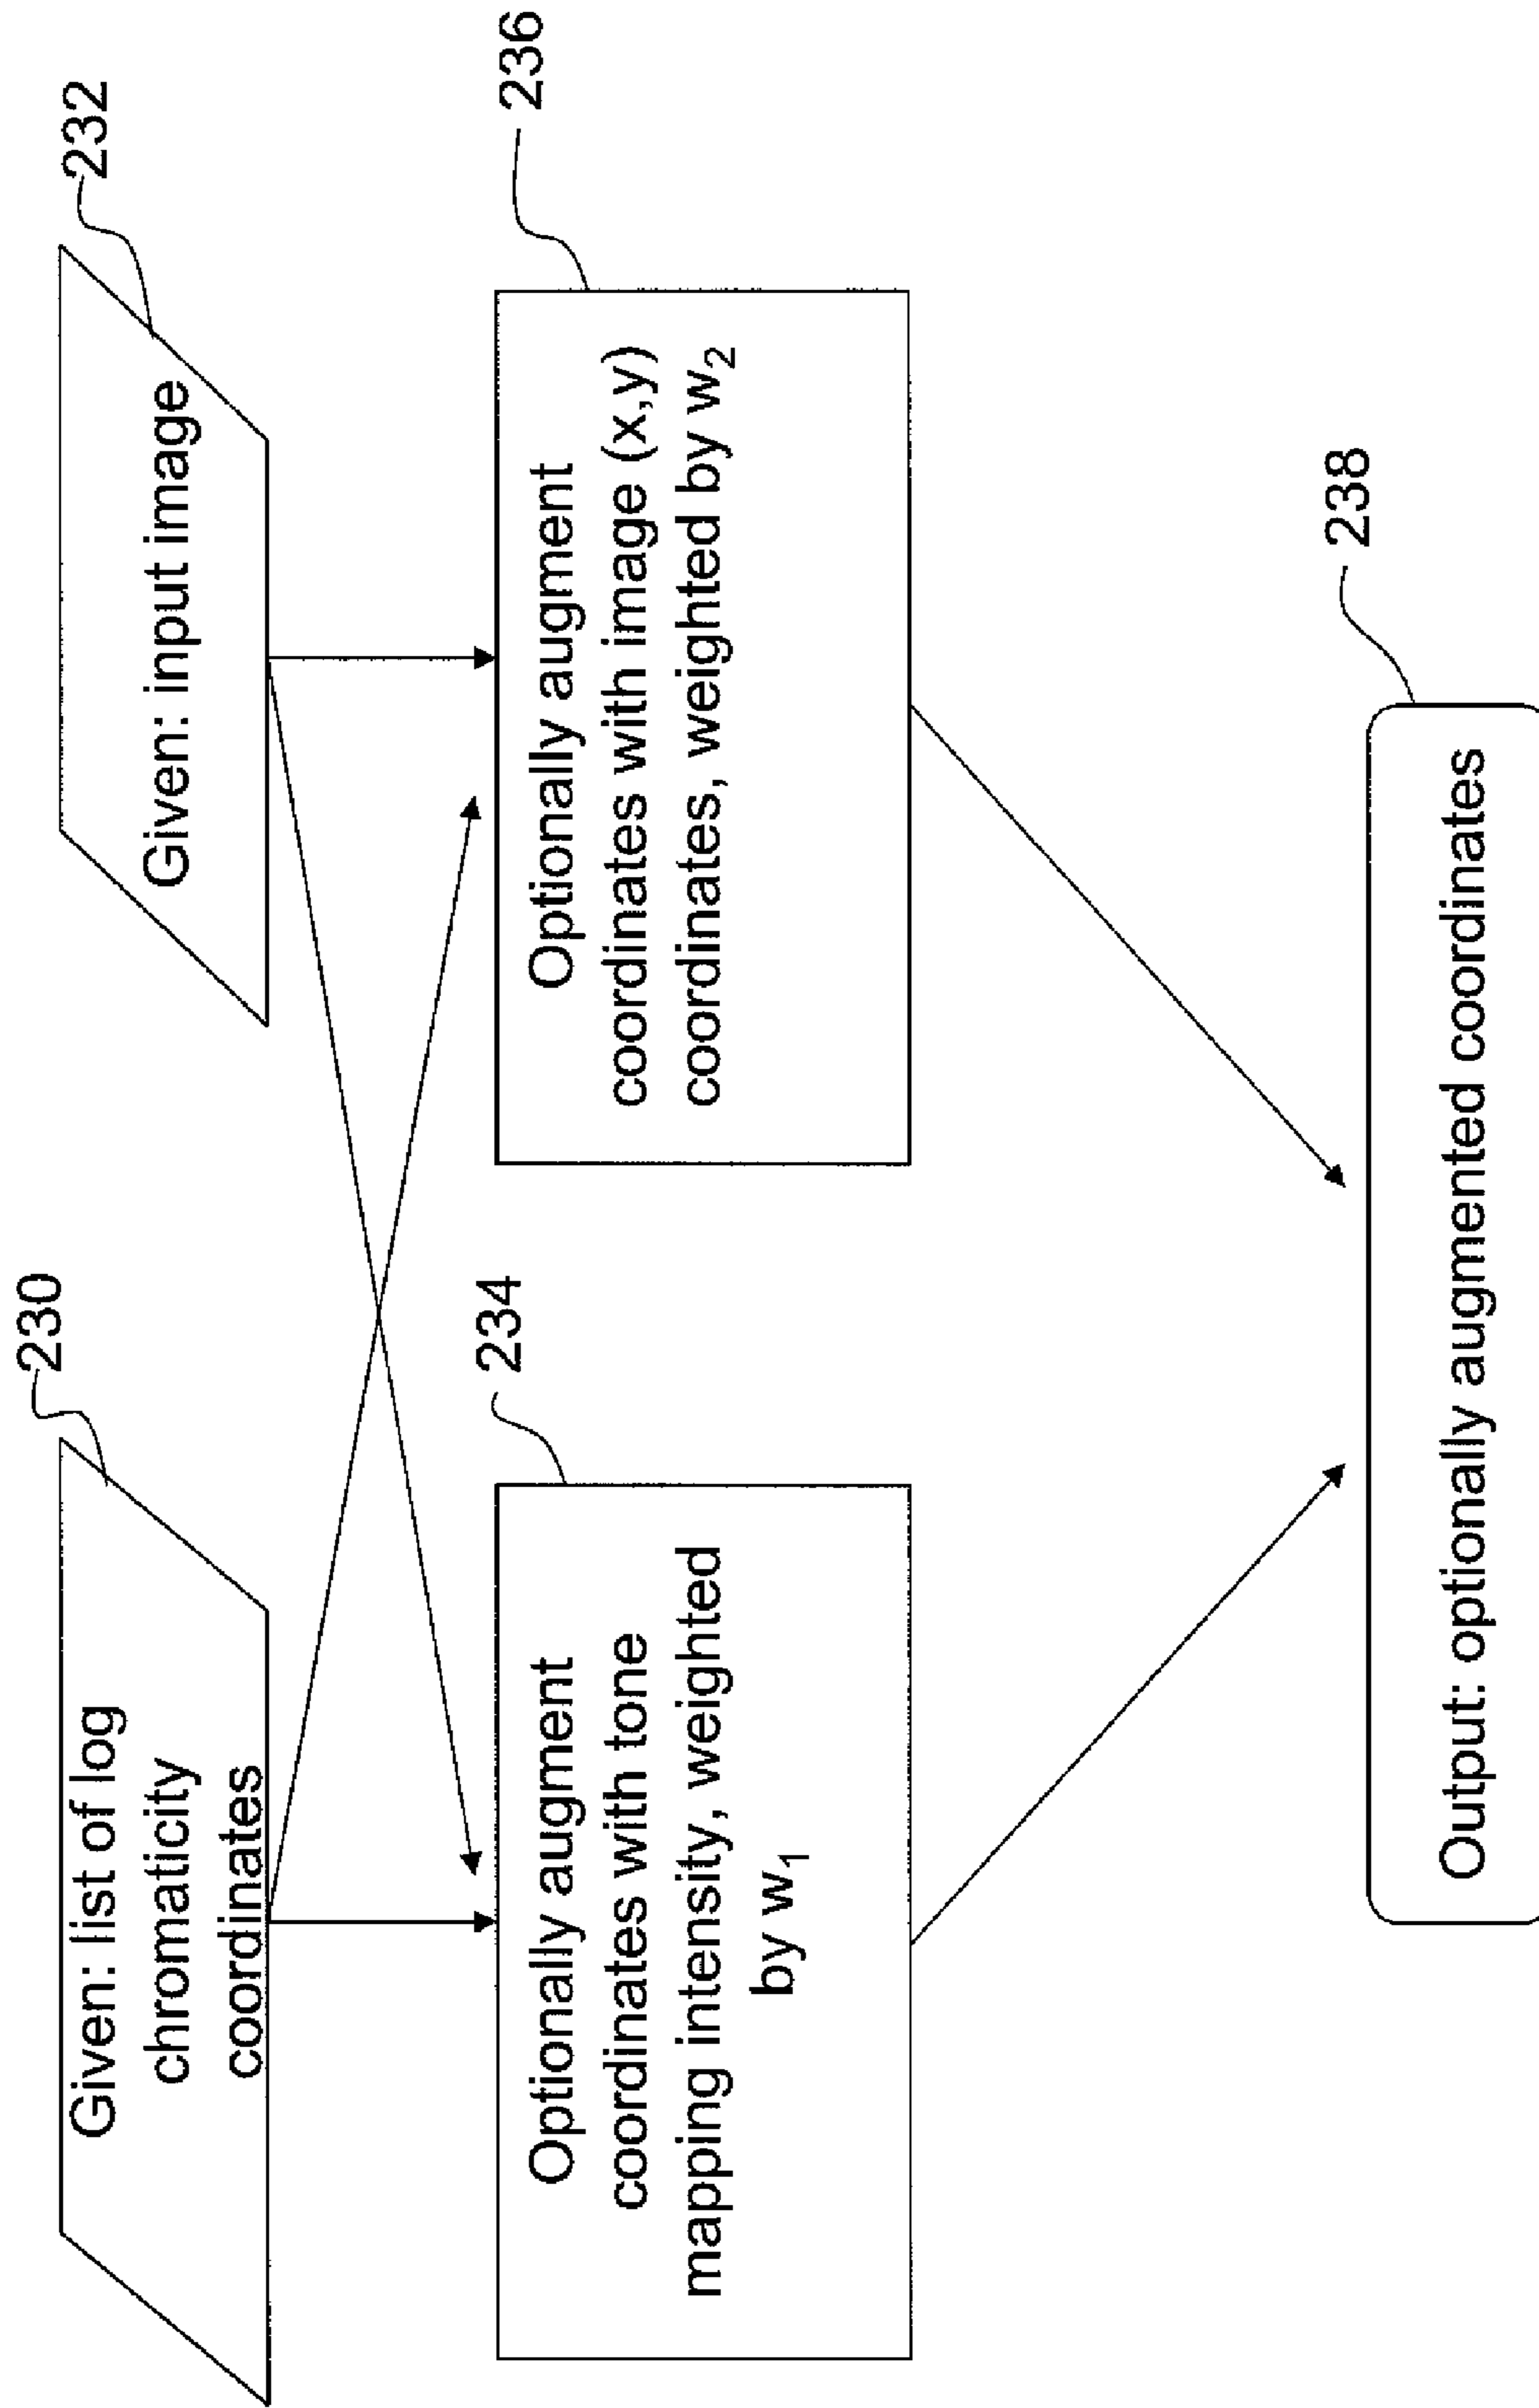 230
Given: list of log
chromaticity
coordinates
232
Given: input image
234
Optionally augment
coordinates with tone
mapping intensity, weighted
by w₁
236
Optionally augment
coordinates with image (x,y)
coordinates, weighted by w₂
238
Output: optionally augmented coordinates